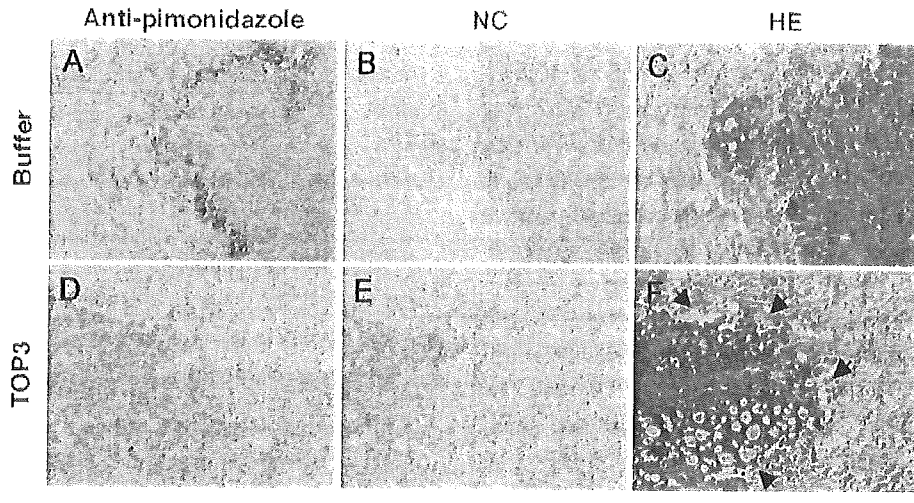 Anti-pimonidazole NC HE
Buffer
A B C
TOP3
D E F